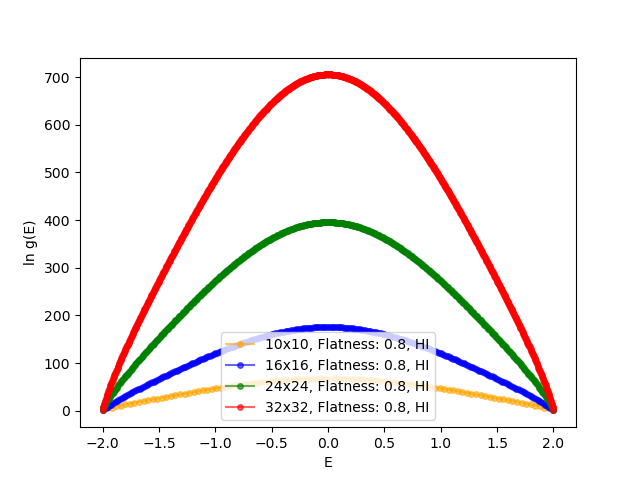 700
600
500
400
300
200
100
0
ln g(E)
10x10, Flatness: 0.8, HI
16x16, Flatness: 0.8, HI
24x24, Flatness: 0.8, HI
32x32, Flatness: 0.8, HI
−2.0 −1.5 −1.0 −0.5 0.0 0.5 1.0 1.5 2.0
E